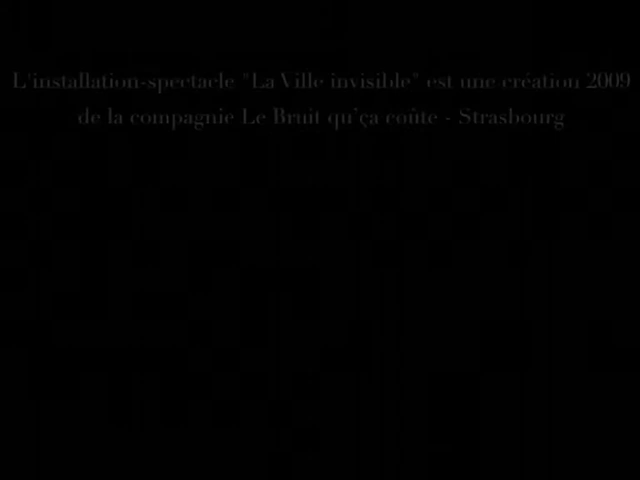 L'installation-spectacle "La Ville invisible" est une création 2009
de la compagnie Le Bruit qu'ça coûte - Strasbourg